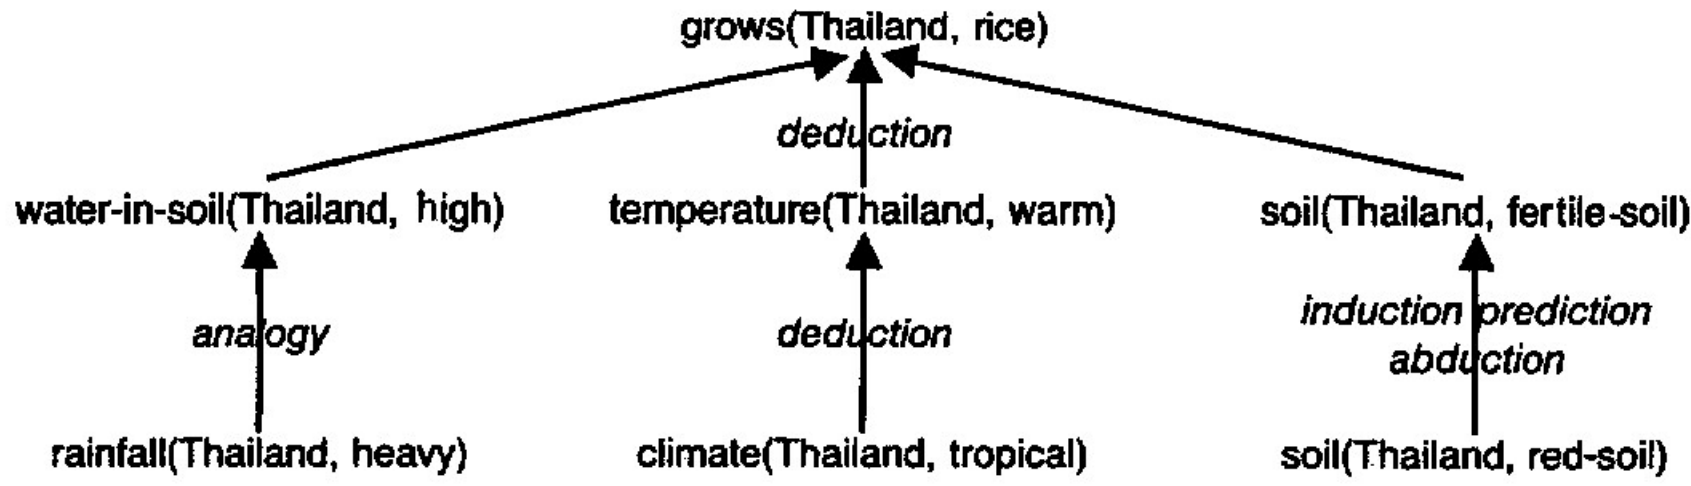 grows(Thailand, rice)
deduction
water-in-soil(Thailand, high)
temperature(Thailand, warm)
soil(Thailand, fertile-soil)
analogy
deduction
induction prediction
abduction
rainfall(Thailand, heavy)
climate(Thailand, tropical)
soil(Thailand, red-soil)